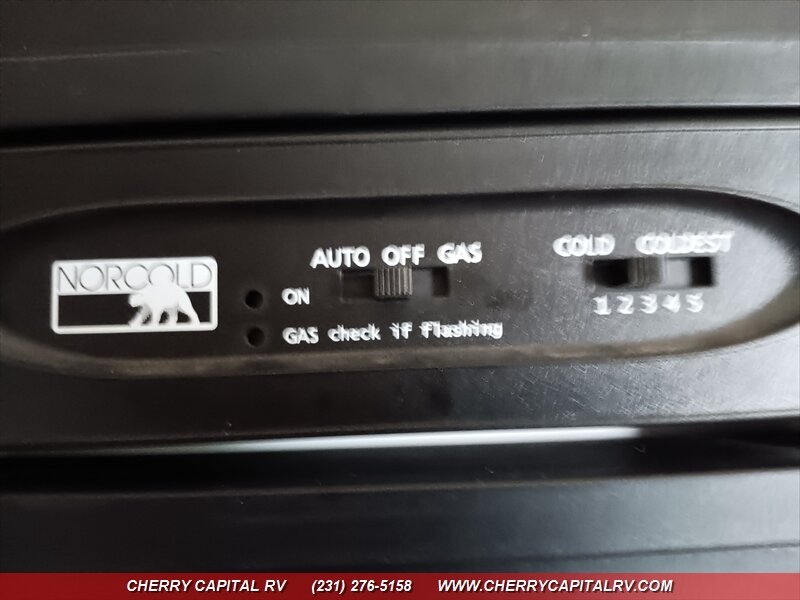 NORCOLD
AUTO OFF GAS
ON
GAS check if flashing
COLD COLDEST
1 2 3 4 5
CHERRY CAPITAL RV (231) 276-5158 WWW.CHERRYCAPITALRV.COM